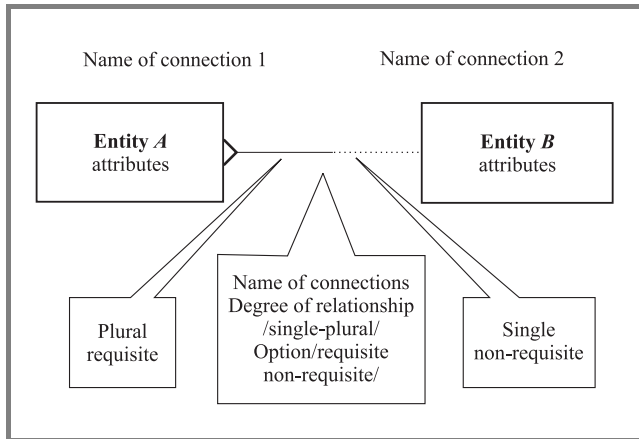 Name of connection 1
Name of connection 2
Entity A
attributes
Entity B
attributes
Plural
requisite
Name of connections
Degree of relationship
/single-plural/
Option/requisite
non-requisite/
Single
non-requisite